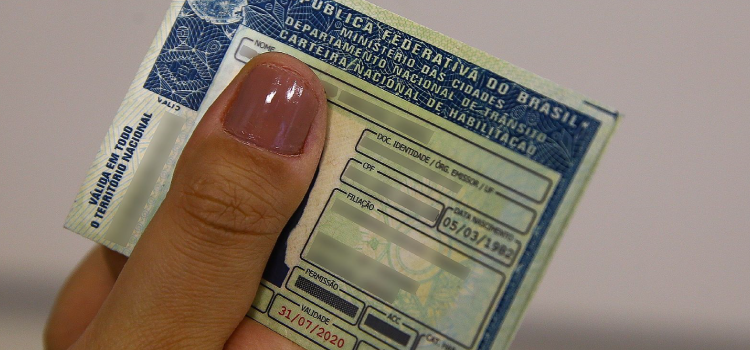 REPÚBLICA FEDERATIVA DO BRASIL
MINISTÉRIO DAS CIDADES
DEPARTAMENTO NACIONAL DE TRÂNSITO
CARTEIRA NACIONAL DE HABILITAÇÃO
NOME
DOC. IDENTIDADE / ÓRG. EMISSOR / UF
CPF
DATA NASCIMENTO
05/03/1982
FILIAÇÃO
PERMISSÃO
ACC
CAT. HAB.
VALIDADE
31/07/2020
VÁLIDA EM TODO
O TERRITÓRIO NACIONAL